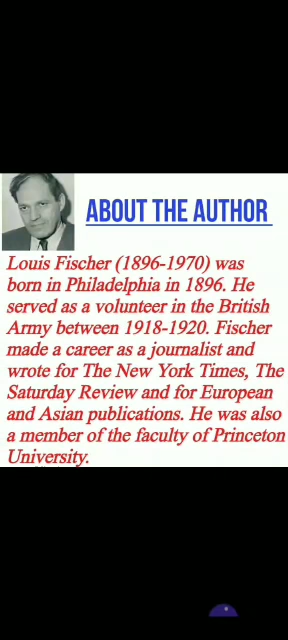 ABOUT THE AUTHOR
Louis Fischer (1896-1970) was
born in Philadelphia in 1896. He
served as a volunteer in the British
Army between 1918-1920. Fischer
made a career as a journalist and
wrote for The New York Times, The
Saturday Review and for European
and Asian publications. He was also
a member of the faculty of Princeton
University.